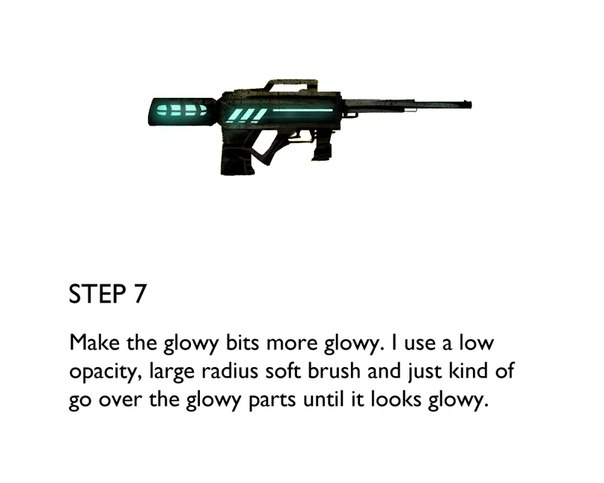 STEP 7
Make the glowy bits more glowy. I use a low
opacity, large radius soft brush and just kind of
go over the glowy parts until it looks glowy.